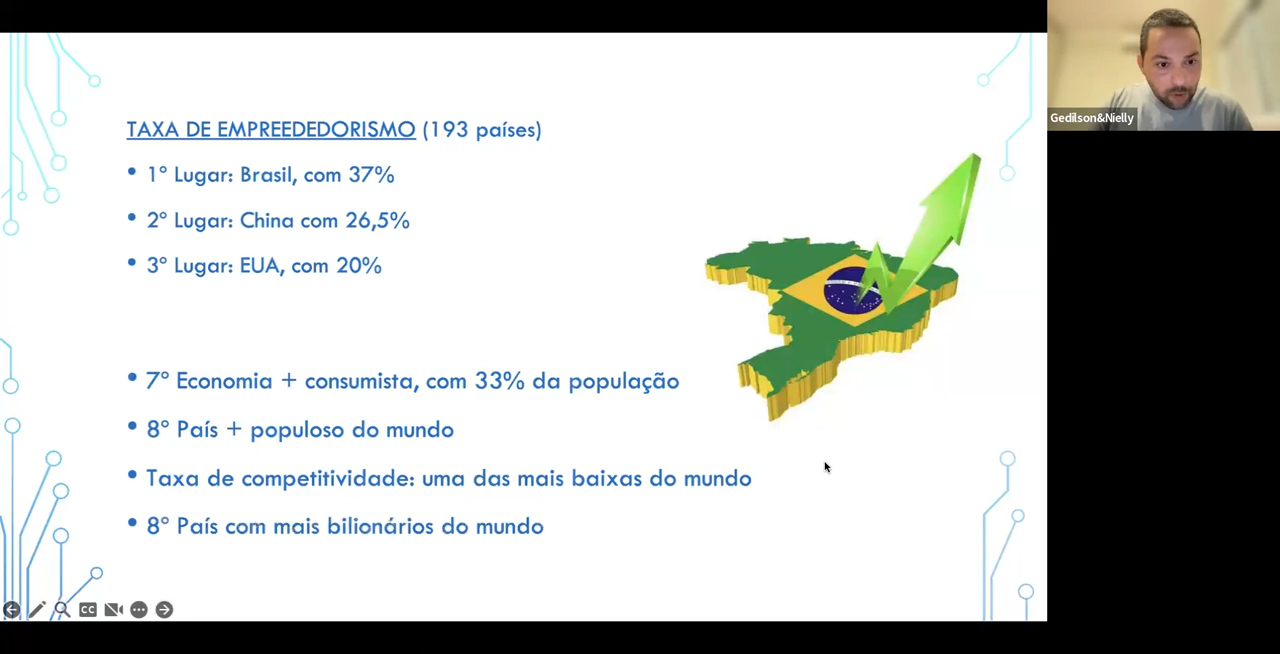 TAXA DE EMPREEDEDORISMO (193 países)
• 1º Lugar: Brasil, com 37%
• 2º Lugar: China com 26,5%
• 3º Lugar: EUA, com 20%
• 7º Economia + consumista, com 33% da população
• 8º País + populoso do mundo
• Taxa de competitividade: uma das mais baixas do mundo
• 8º País com mais bilionários do mundo
CC
Gedilson&Nielly